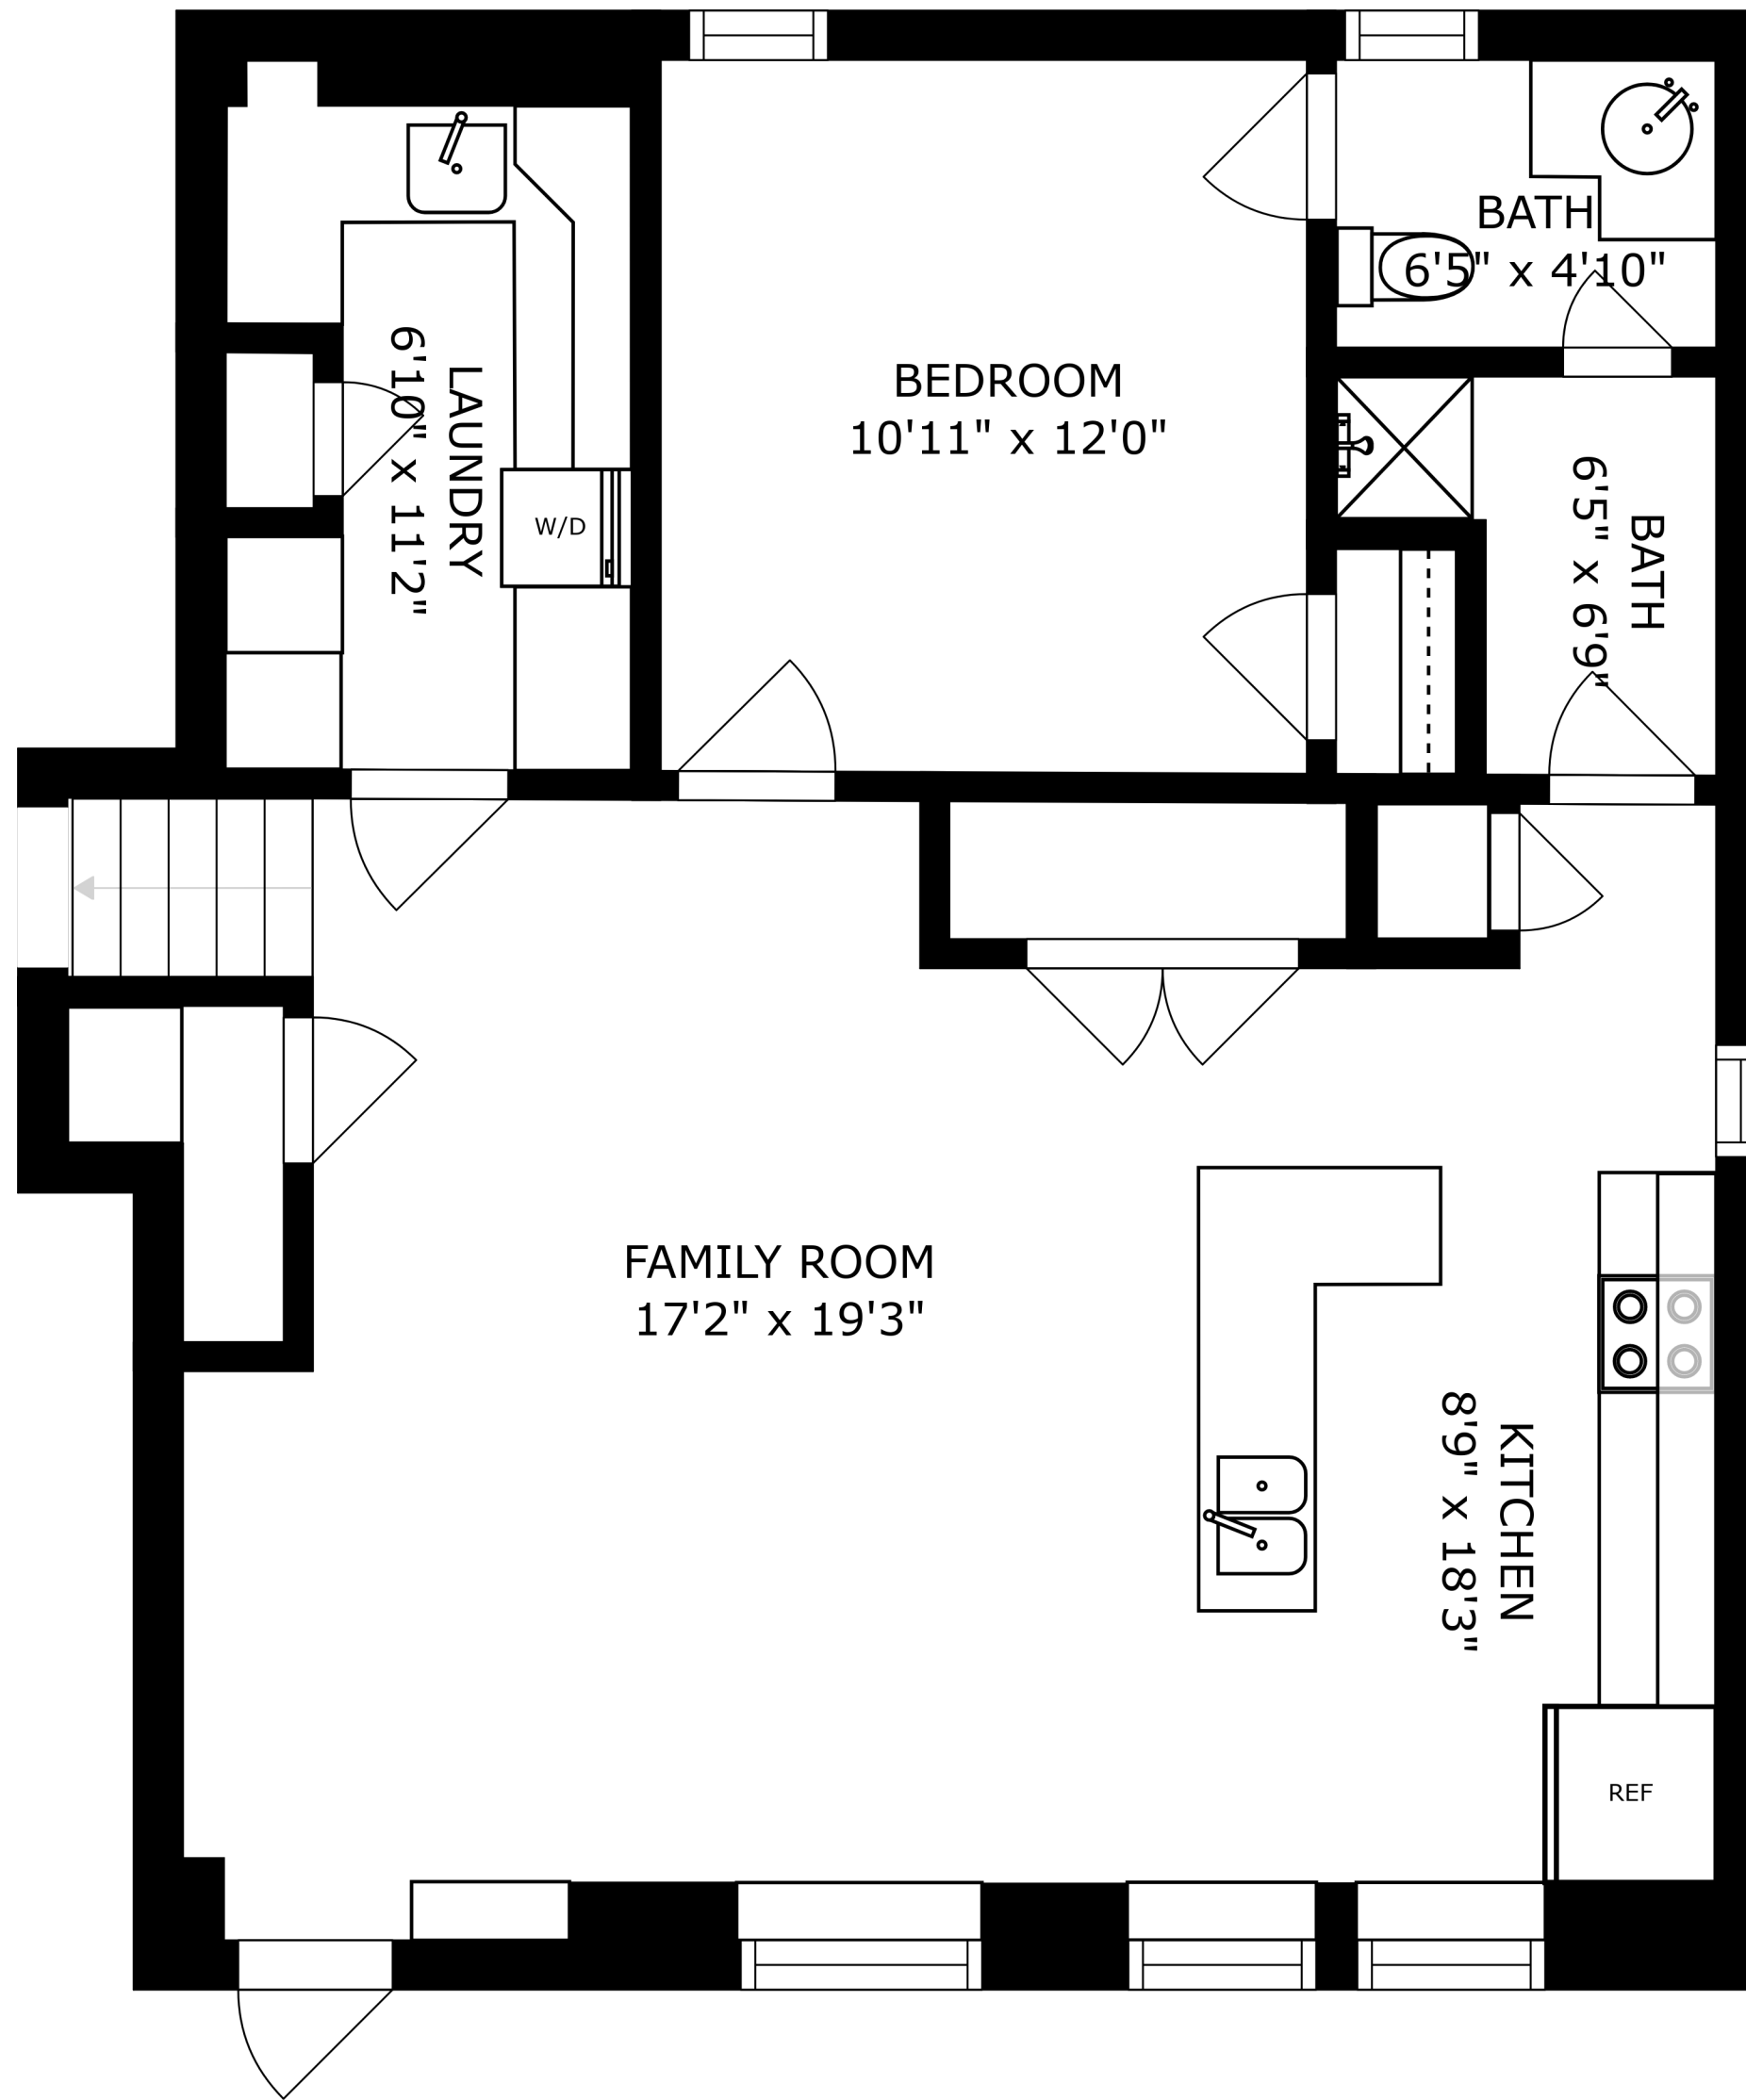 BATH
6'5" x 4'10"
BEDROOM
10'11" x 12'0"
LAUNDRY
6'10" x 11'2"
W/D
BATH
6'5" x 6'9"
FAMILY ROOM
17'2" x 19'3"
KITCHEN
8'9" x 18'3"
REF